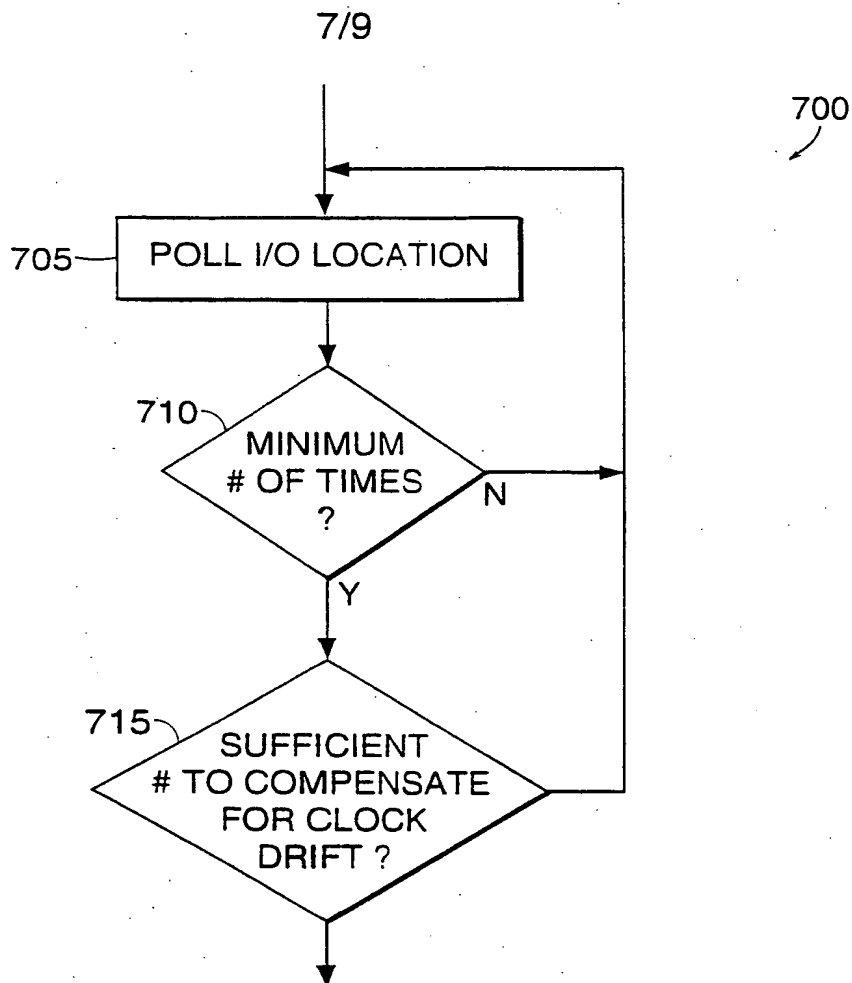 7/9
700
705
POLL I/O LOCATION
710
MINIMUM
# OF TIMES
?
N
Y
715
SUFFICIENT
# TO COMPENSATE
FOR CLOCK
DRIFT ?